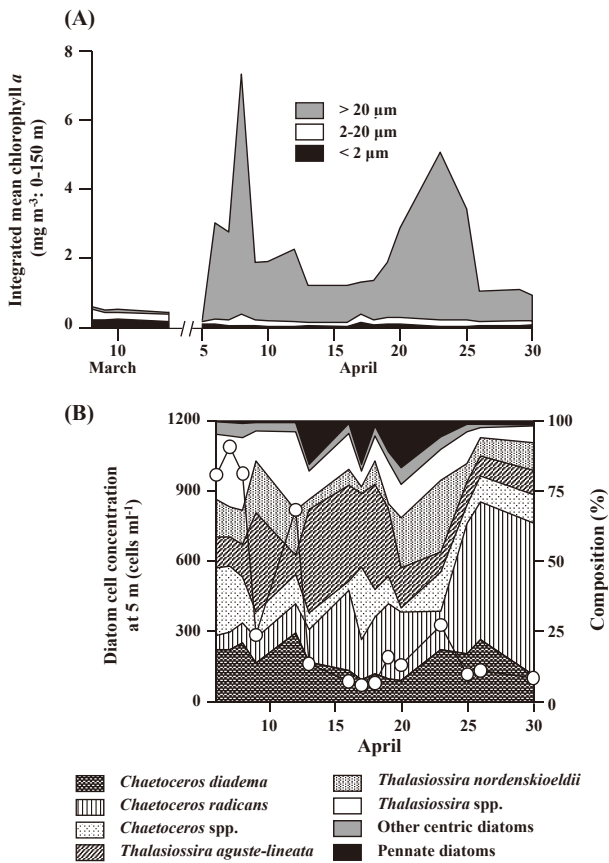 (A)
Integrated mean chlorophyll a
(mg m-3: 0-150 m)
8
6
4
2
0
> 20 µm
2-20 µm
< 2 µm
10
5
10
15
20
25
30
March
April
(B)
Diatom cell concentration
at 5 m (cells ml-1)
1200
900
600
300
0
100
75
50
25
0
Composition (%)
10
15
20
25
30
April
Chaetoceros diadema
Chaetoceros radicans
Chaetoceros spp.
Thalasiossira aguste-lineata
Thalasiossira nordenskioeldii
Thalasiossira spp.
Other centric diatoms
Pennate diatoms